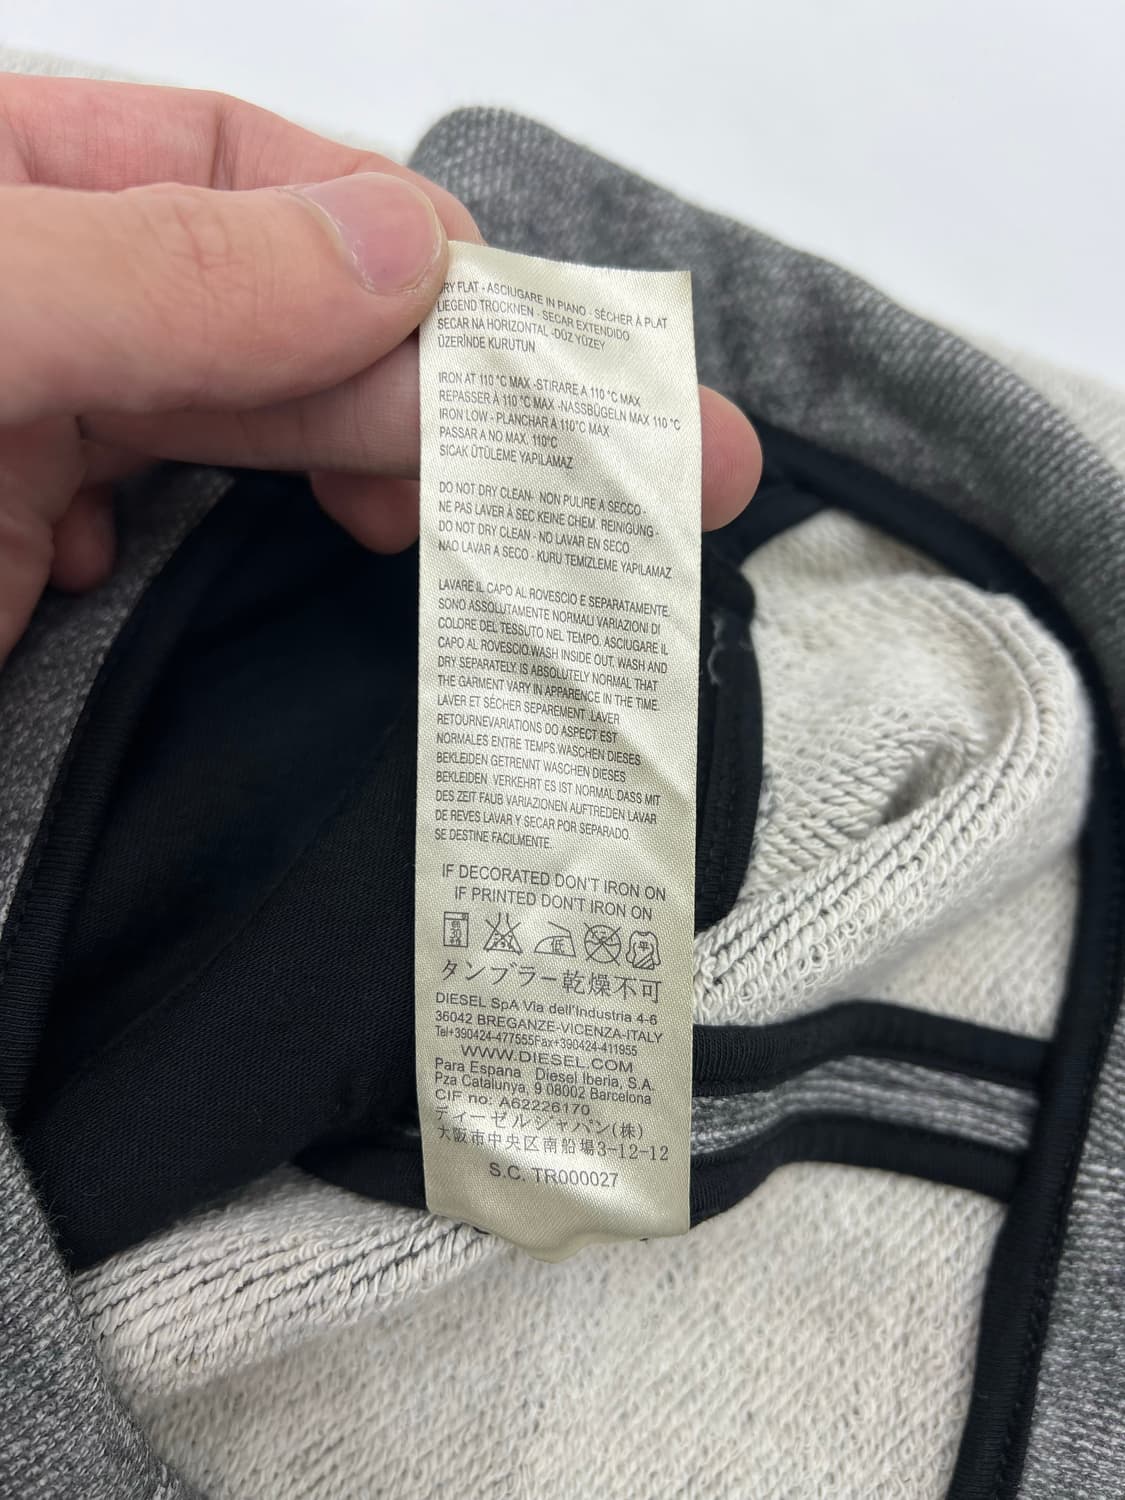 RY FLAT - ASCIUGARE IN PIANO - SÈCHER À PLAT
LIEGEND TROCKNEN - SECAR EXTENDIDO
SECAR NA HORIZONTAL -DÜZ YÜZEY
ÜZERİNDE KURUTUN
IRON AT 110 °C MAX -STIRARE A 110 °C MAX
REPASSER À 110 °C MAX -NASSBÜGELN MAX 110 °C
IRON LOW - PLANCHAR À 110°C MAX
PASSAR A NO MAX. 110°C
SICAK ÜTÜLEME YAPILAMAZ
DO NOT DRY CLEAN- NON PULIRE A SECCO
NE PAS LAVER À SEC KEINE CHEM. REINIGUNG -
DO NOT DRY CLEAN - NO LAVAR EN SECO
NAO LAVAR A SECO - KURU TEMIZLEME YAPILAMAZ
LAVARE IL CAPO AL ROVESCIO E SEPARATAMENTE.
SONO ASSOLUTAMENTE NORMALI VARIAZIONI DI
COLORE DEL TESSUTO NEL TEMPO. ASCIUGARE IL
CAPO AL ROVESCIO.WASH INSIDE OUT. WASH AND
DRY SEPARATELY. IS ABSOLUTELY NORMAL THAT
THE GARMENT VARY IN APPARENCE IN THE TIME.
LAVER ET SÉCHER SEPAREMENT .LAVER
RETOURNEVARIATIONS DO ASPECT EST
NORMALES ENTRE TEMPS.WASCHEN DIESES
BEKLEIDEN GETRENNT WASCHEN DIESES
BEKLEIDEN VERKEHRT ES IST NORMAL DASS MIT
DES ZEIT FAUB VARIAZIONEN AUFTREDEN LAVAR
DE REVES LAVAR Y SECAR POR SEPARADO.
SE DESTINE FACILMENTE.
IF DECORATED DON'T IRON ON
IF PRINTED DON'T IRON ON
低
タンブラー乾燥不可
DIESEL SpA Via dell'Industria 4-6
36042 BREGANZE-VICENZA-ITALY
Tel+390424-477555Fax+390424-411955
WWW.DIESEL.COM
Para Espana Diesel Iberia, S.A.
Pza Catalunya, 9 08002 Barcelona
CIF no: A62226170
ディーゼルジャパン(株)
大阪市中央区南船場3-12-12
S.C. TR000027